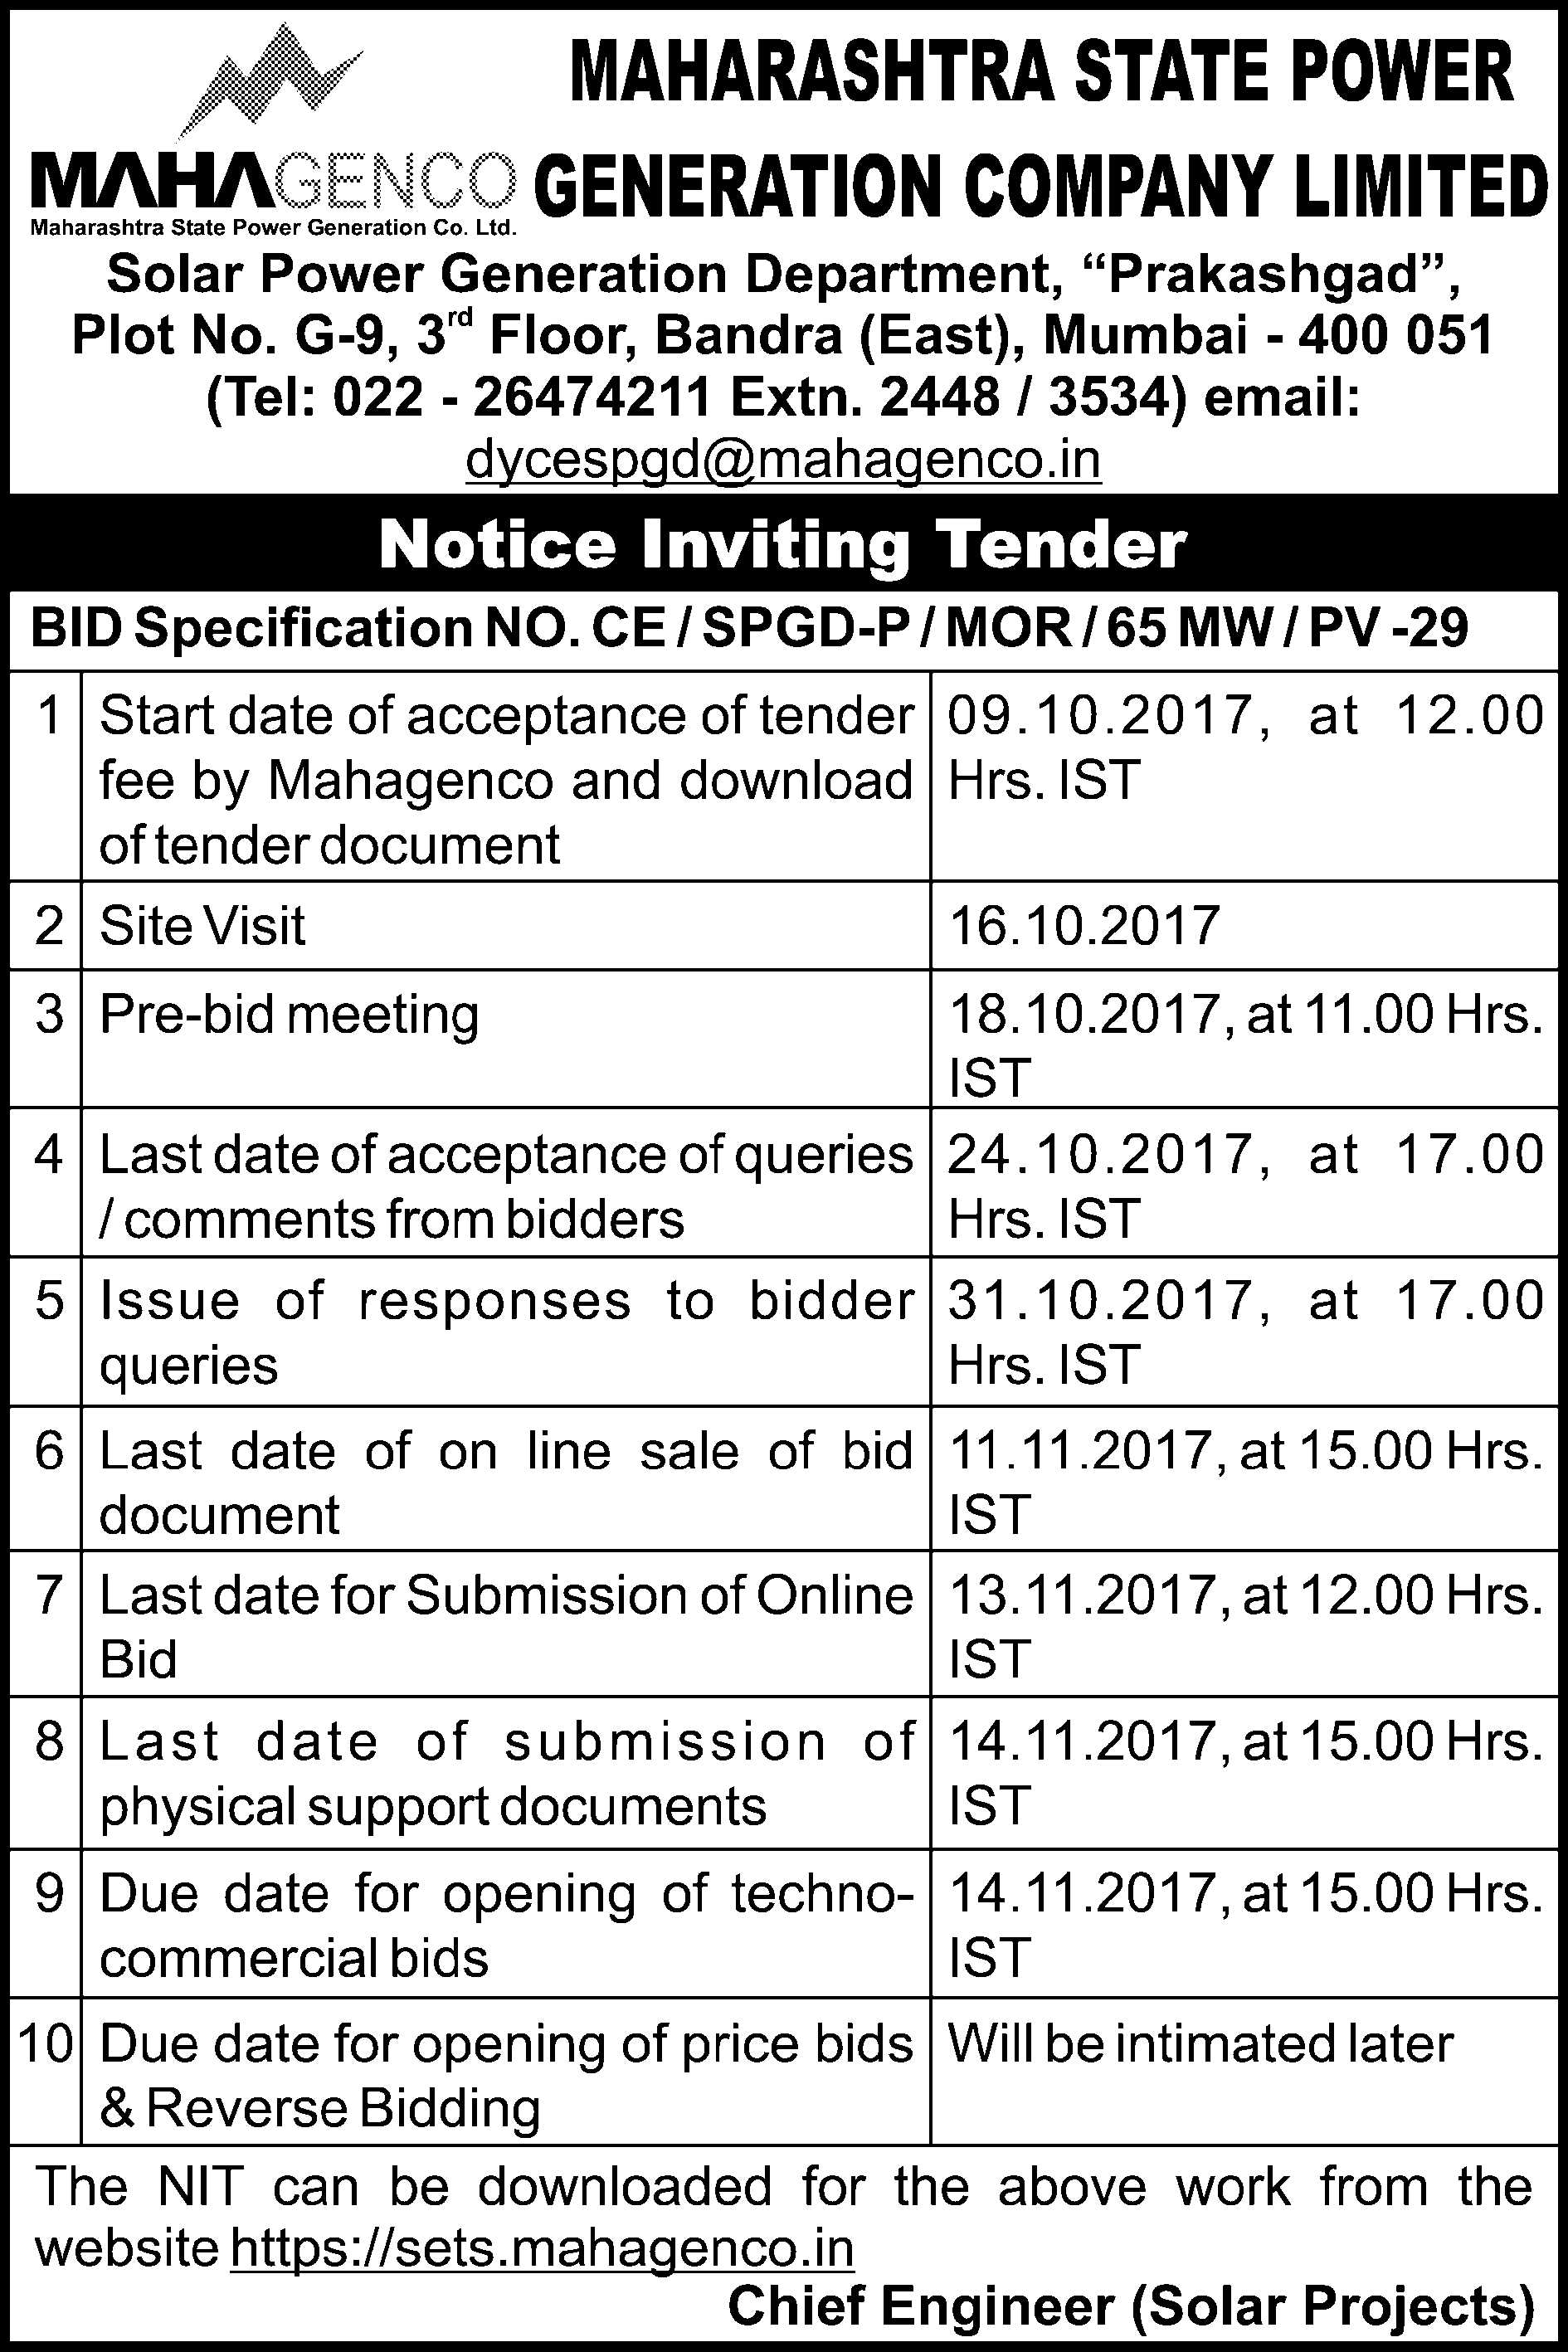 MAHARASHTRA STATE POWER
GENERATION COMPANY LIMITED
MAHAGENCO
Maharashtra State Power Generation Co. Ltd.
Solar Power Generation Department, “Prakashgad”,
Plot No. G-9, 3rd Floor, Bandra (East), Mumbai - 400 051
(Tel: 022 - 26474211 Extn. 2448 / 3534) email:
dycespgd@mahagenco.in
Notice Inviting Tender
BID Specification NO. CE / SPGD-P / MOR / 65 MW / PV -29
1 Start date of acceptance of tender 09.10.2017, at 12.00
fee by Mahagenco and download Hrs. IST
of tender document
2 Site Visit 16.10.2017
3 Pre-bid meeting 18.10.2017, at 11.00 Hrs.
IST
4 Last date of acceptance of queries 24.10.2017, at 17.00
/ comments from bidders Hrs. IST
5 Issue of responses to bidder 31.10.2017, at 17.00
queries Hrs. IST
6 Last date of on line sale of bid 11.11.2017, at 15.00 Hrs.
document IST
7 Last date for Submission of Online 13.11.2017, at 12.00 Hrs.
Bid IST
8 Last date of submission of 14.11.2017, at 15.00 Hrs.
physical support documents IST
9 Due date for opening of techno- 14.11.2017, at 15.00 Hrs.
commercial bids IST
10 Due date for opening of price bids Will be intimated later
& Reverse Bidding
The NIT can be downloaded for the above work from the
website https://sets.mahagenco.in
Chief Engineer (Solar Projects)